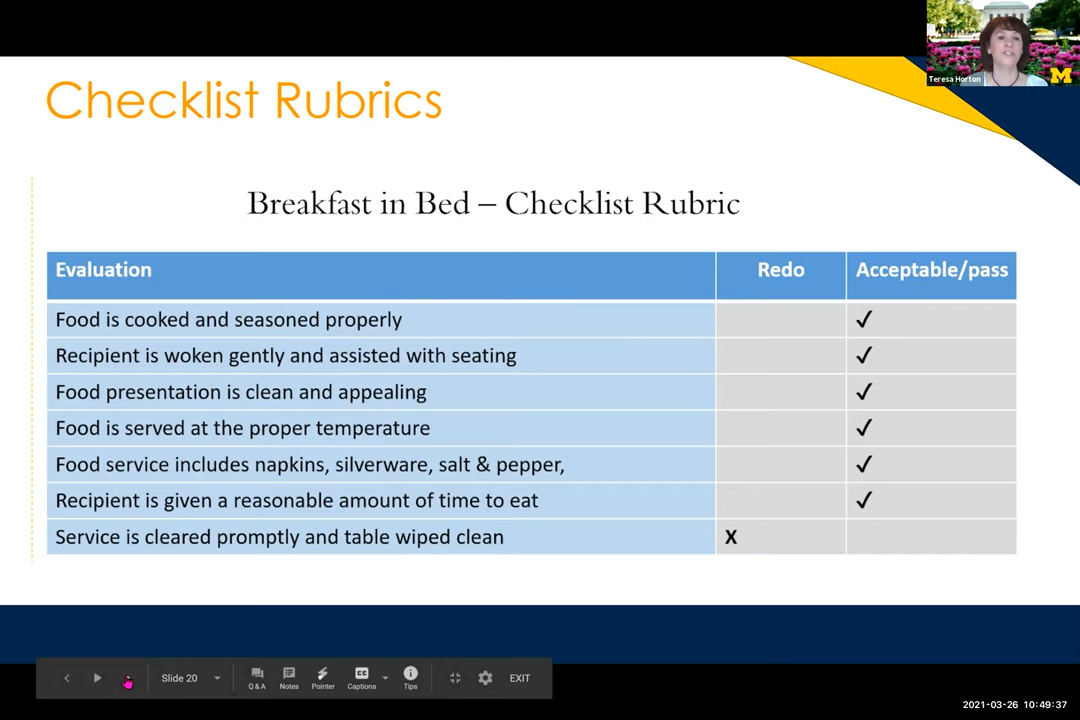 Teresa Horton
M
Checklist Rubrics
Breakfast in Bed – Checklist Rubric
Evaluation Redo Acceptable/pass
Food is cooked and seasoned properly ✓
Recipient is woken gently and assisted with seating ✓
Food presentation is clean and appealing ✓
Food is served at the proper temperature ✓
Food service includes napkins, silverware, salt & pepper, ✓
Recipient is given a reasonable amount of time to eat ✓
Service is cleared promptly and table wiped clean X
Slide 20 Q & A Notes Pointer CC Captions Tips EXIT
2021-03-26 10:49:37